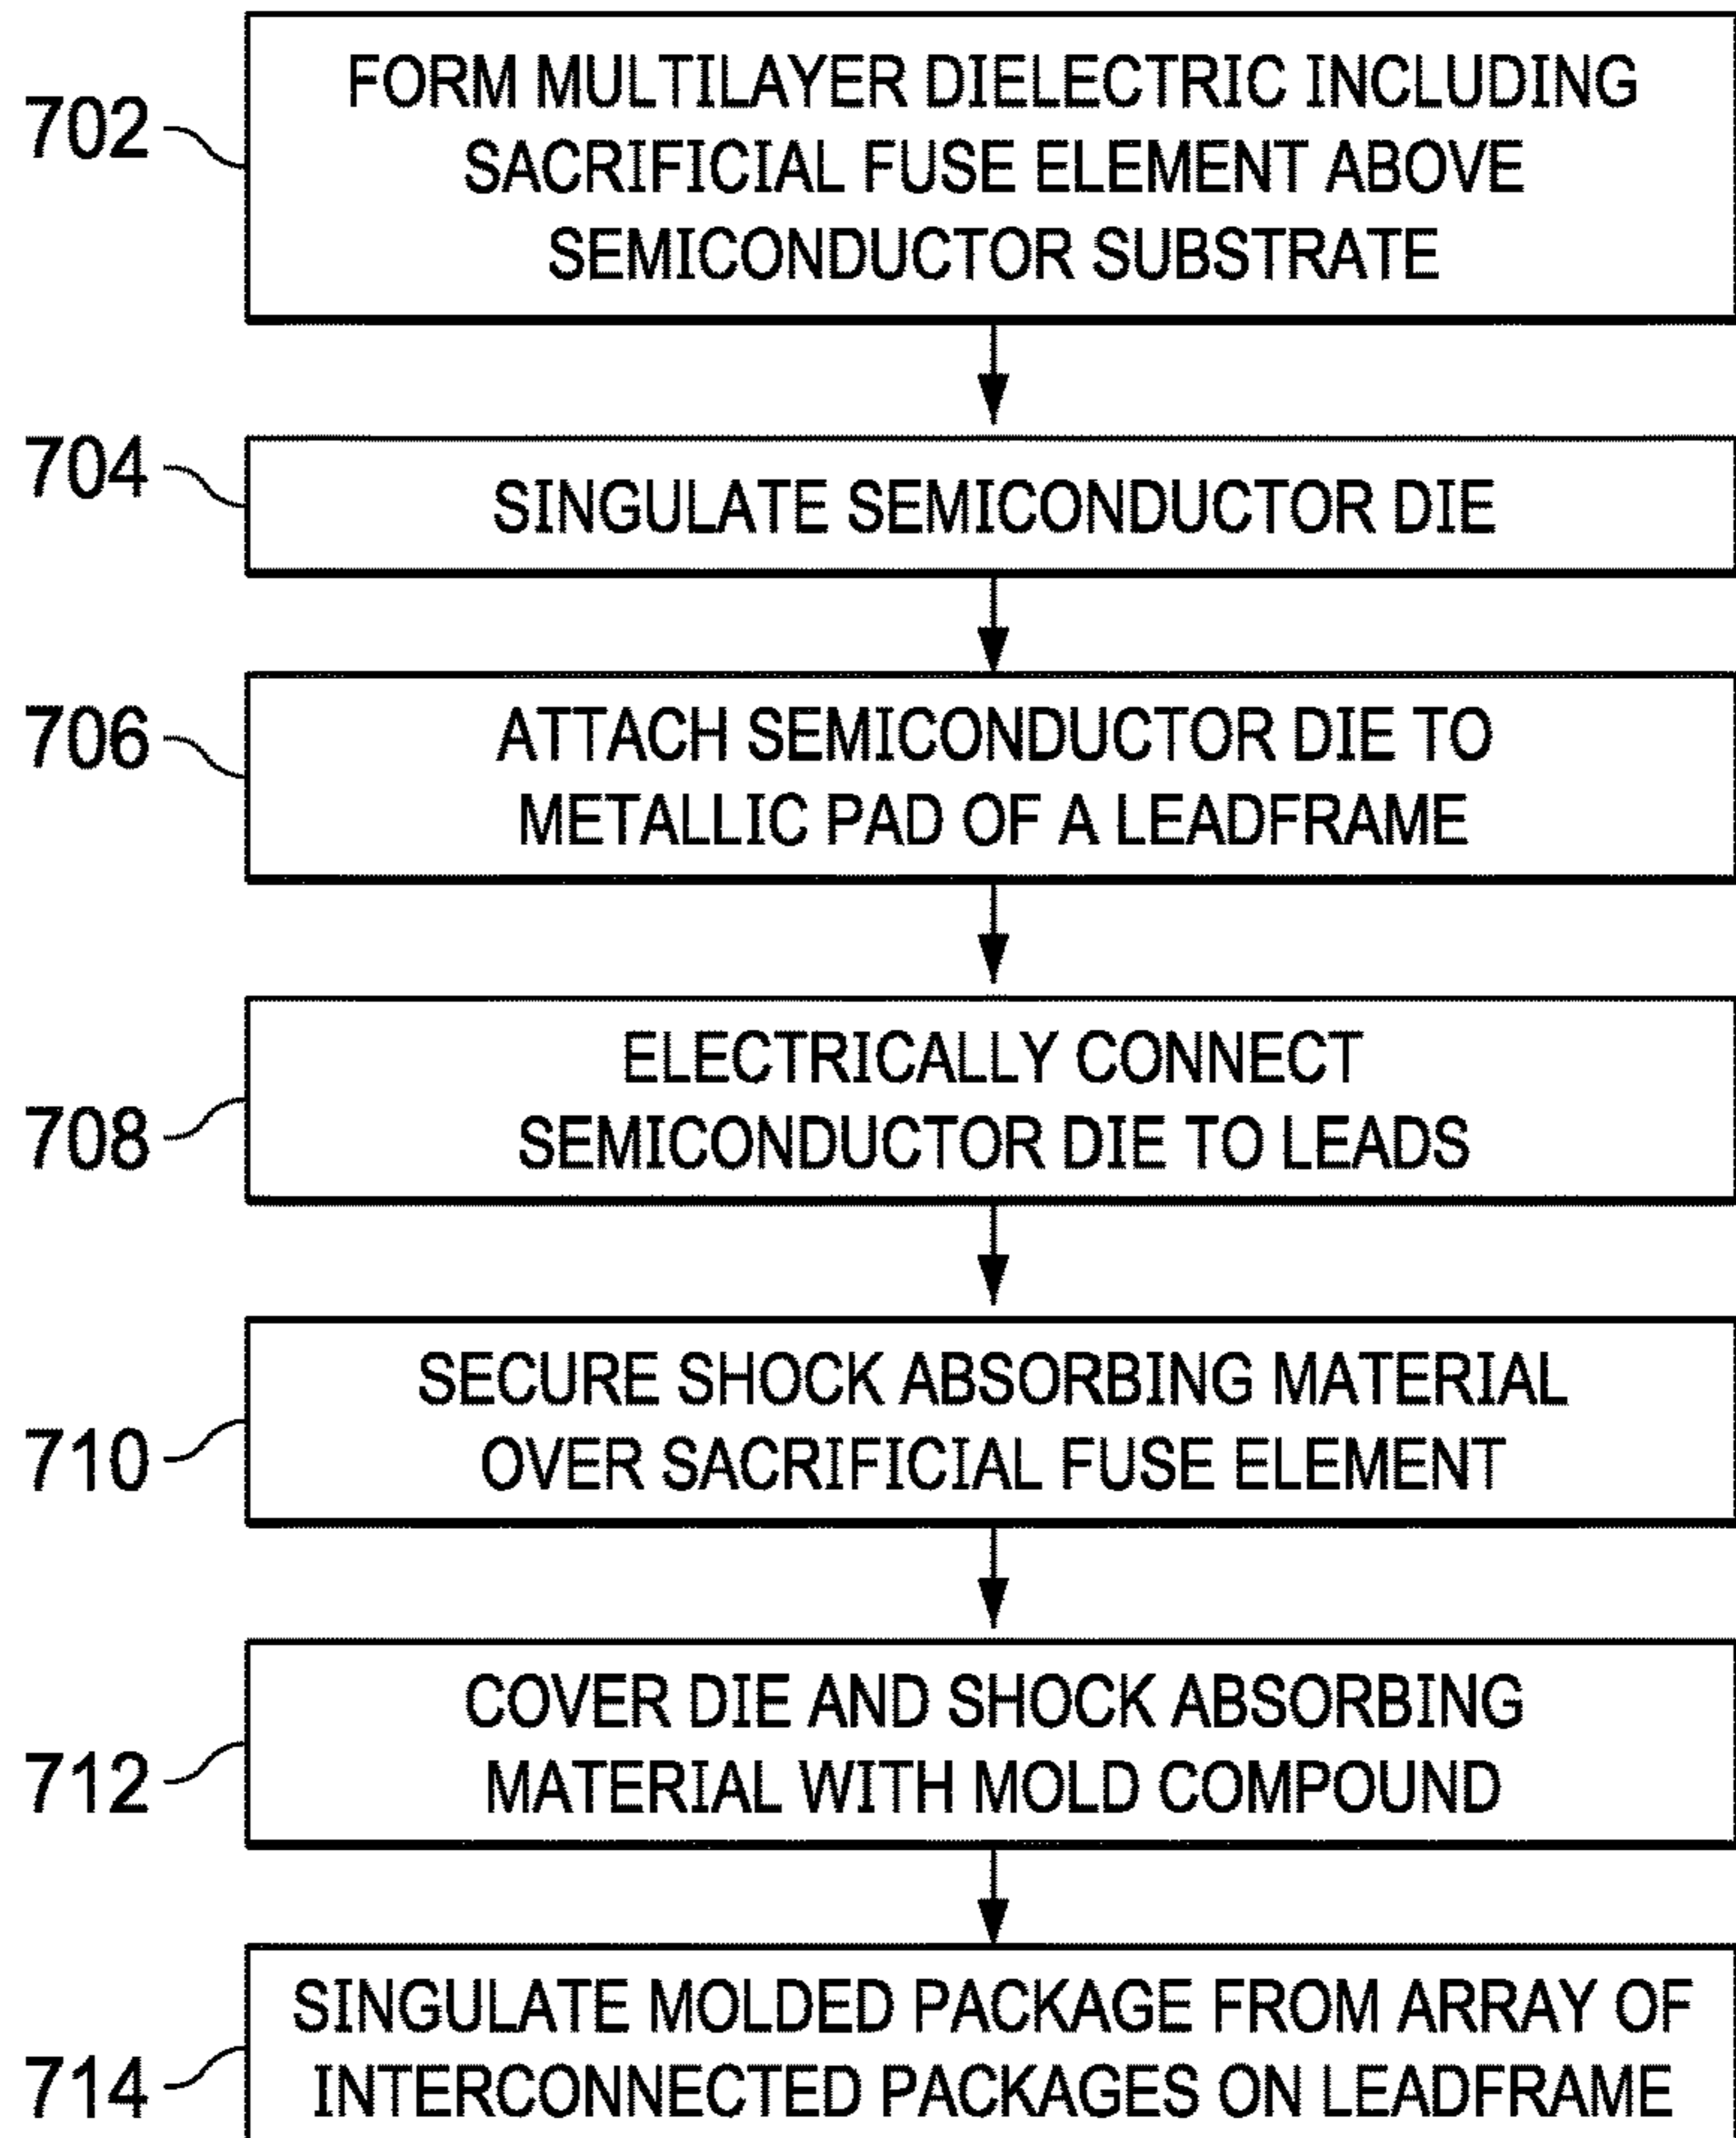 702
FORM MULTILAYER DIELECTRIC INCLUDING
SACRIFICIAL FUSE ELEMENT ABOVE
SEMICONDUCTOR SUBSTRATE
704
SINGULATE SEMICONDUCTOR DIE
706
ATTACH SEMICONDUCTOR DIE TO
METALLIC PAD OF A LEADFRAME
708
ELECTRICALLY CONNECT
SEMICONDUCTOR DIE TO LEADS
710
SECURE SHOCK ABSORBING MATERIAL
OVER SACRIFICIAL FUSE ELEMENT
712
COVER DIE AND SHOCK ABSORBING
MATERIAL WITH MOLD COMPOUND
714
SINGULATE MOLDED PACKAGE FROM ARRAY OF
INTERCONNECTED PACKAGES ON LEADFRAME